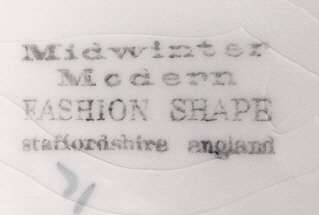 Midwinter
Modern
FASHION SHAPE
staffordshire england